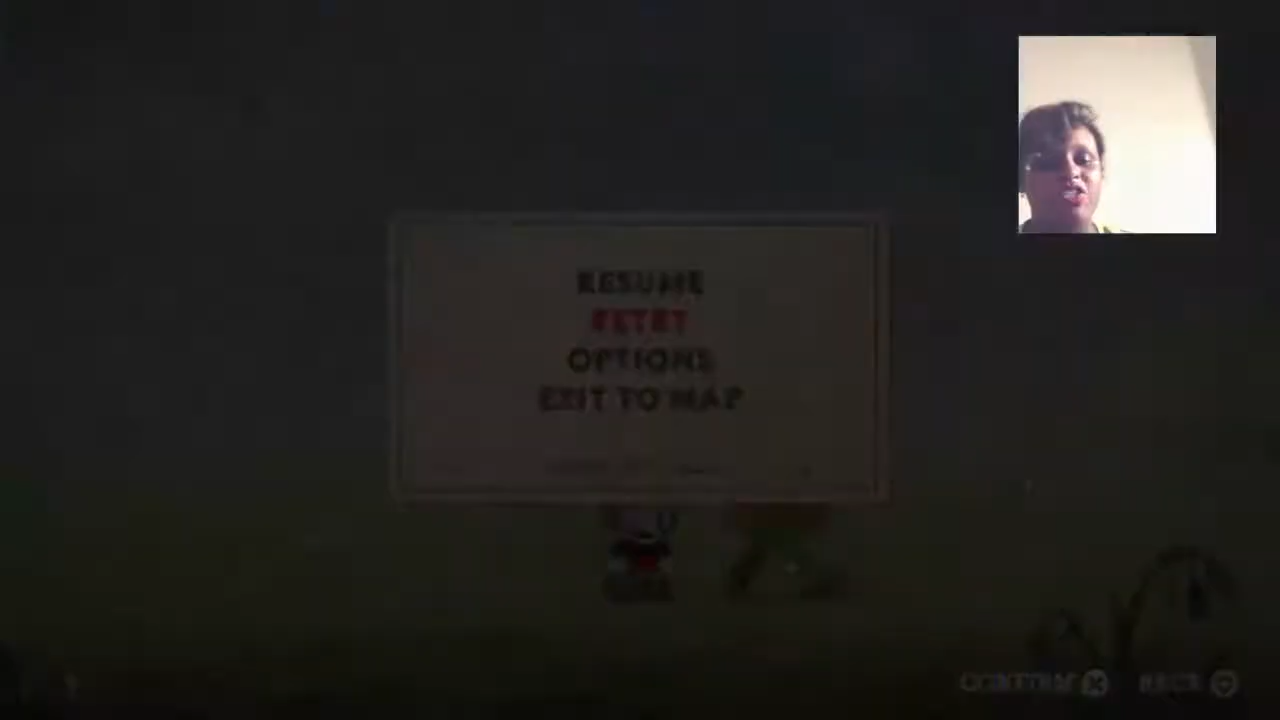 RESUME
RETRY
OPTIONS
EXIT TO MAP
CONFIRM
BACK